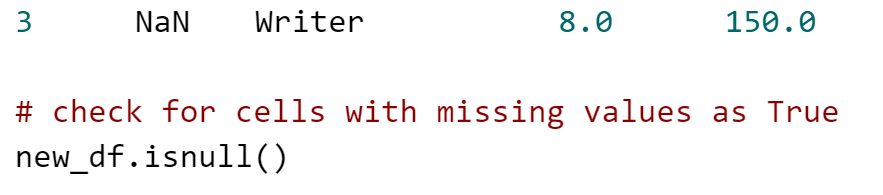 3 NaN Writer 8.0 150.0
# check for cells with missing values as True
new_df.isnull()